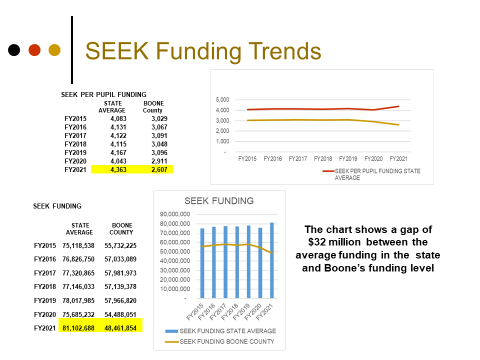 SEEK Funding Trends
SEEK PER PUPIL FUNDING
STATE AVERAGE BOONE County
FY2015 4,083 3,029
FY2016 4,131 3,067
FY2017 4,122 3,091
FY2018 4,115 3,048
FY2019 4,167 3,096
FY2020 4,043 2,911
FY2021 4,363 2,607
5,000
4,000
3,000
2,000
1,000
-
FY2015 FY2016 FY2017 FY2018 FY2019 FY2020 FY2021
SEEK PER PUPIL FUNDING STATE
AVERAGE
SEEK FUNDING
STATE AVERAGE BOONE COUNTY
FY2015 75,118,538 55,732,225
FY2016 76,826,750 57,033,089
FY2017 77,320,865 57,981,973
FY2018 77,146,033 57,139,378
FY2019 78,017,985 57,966,820
FY2020 75,685,232 54,488,051
FY2021 81,102,688 48,461,854
SEEK FUNDING
90,000,000
80,000,000
70,000,000
60,000,000
50,000,000
40,000,000
30,000,000
20,000,000
10,000,000
-
FY2015 FY2016 FY2017 FY2018 FY2019 FY2020 FY2021
SEEK FUNDING STATE AVERAGE
SEEK FUNDING BOONE COUNTY
The chart shows a gap of
$32 million between the
average funding in the state
and Boone's funding level